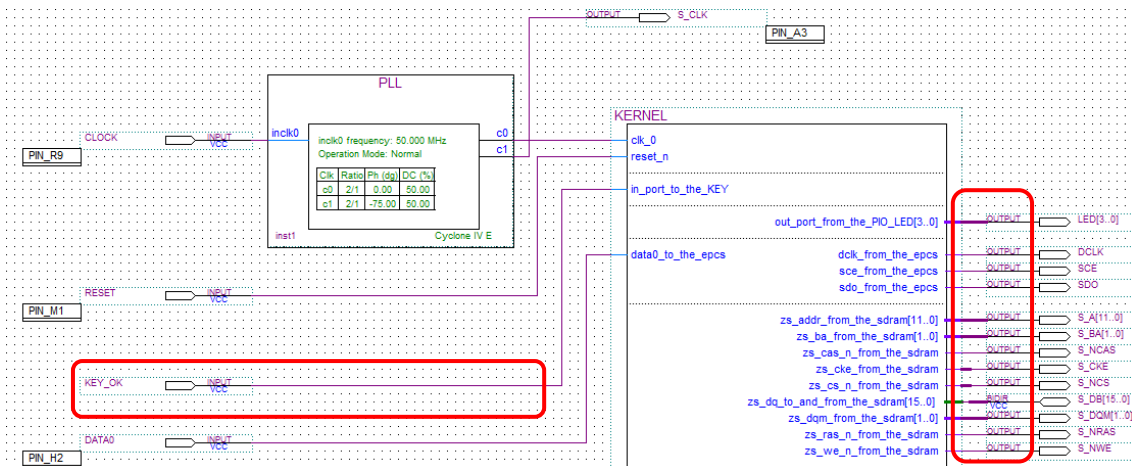 OUTPUT S_CLK
PIN_A3
PLL
KERNEL
CLOCK INPUT VCC
PIN_R9
inclk0
inclk0 frequency: 50.000 MHz
Operation Mode: Normal
Clk Ratio Ph (dg) DC (%)
c0 2/1 0.00 50.00
c1 2/1 -75.00 50.00
c0
c1
inst1
Cyclone IV E
clk_0
reset_n
in_port_to_the_KEY
out_port_from_the_PIO_LED[3..0] OUTPUT LED[3..0]
data0_to_the_epcs
dclk_from_the_epcs OUTPUT DCLK
sce_from_the_epcs OUTPUT SCE
sdo_from_the_epcs OUTPUT SDO
RESET INPUT VCC
PIN_M1
zs_addr_from_the_sdram[11..0] OUTPUT S_A[11..0]
zs_ba_from_the_sdram[1..0] OUTPUT S_BA[1..0]
zs_cas_n_from_the_sdram OUTPUT S_NCAS
zs_cke_from_the_sdram OUTPUT S_CKE
zs_cs_n_from_the_sdram OUTPUT S_NCS
zs_dq_to_and_from_the_sdram[15..0] BIDIR VCC S_DB[15..0]
zs_dqm_from_the_sdram[1..0] OUTPUT S_DQM[1..0]
zs_ras_n_from_the_sdram OUTPUT S_NRAS
zs_we_n_from_the_sdram OUTPUT S_NWE
KEY_OK INPUT VCC
DATA0 INPUT VCC
PIN_H2